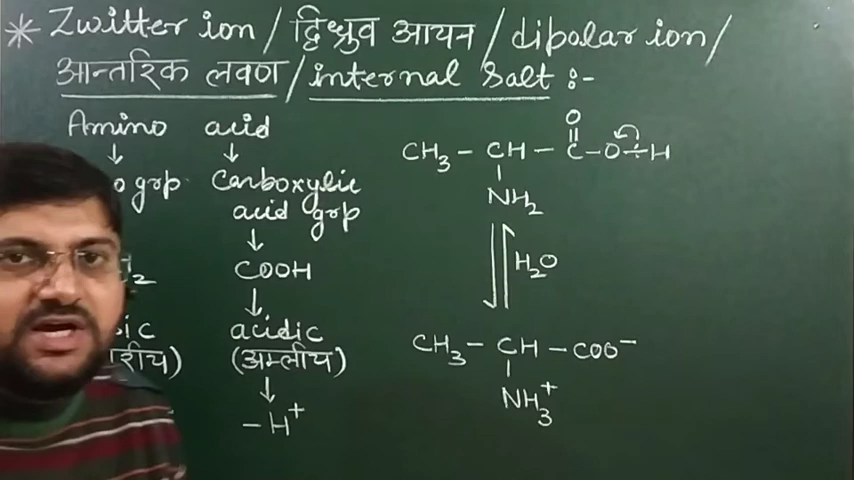 * Zwitter ion / द्विध्रुव आयन / dipolar ion /
आन्तरिक लवण / internal salt :-
Amino acid
↓ ↓
grp Carboxylic
acid grp
↓
COOH
↓
acidic
(अम्लीय)
↓
-H⁺
O
||
CH₃ - CH - C - O - H
|
NH₂
⇌ H₂O
CH₃ - CH - COO⁻
|
NH₃⁺